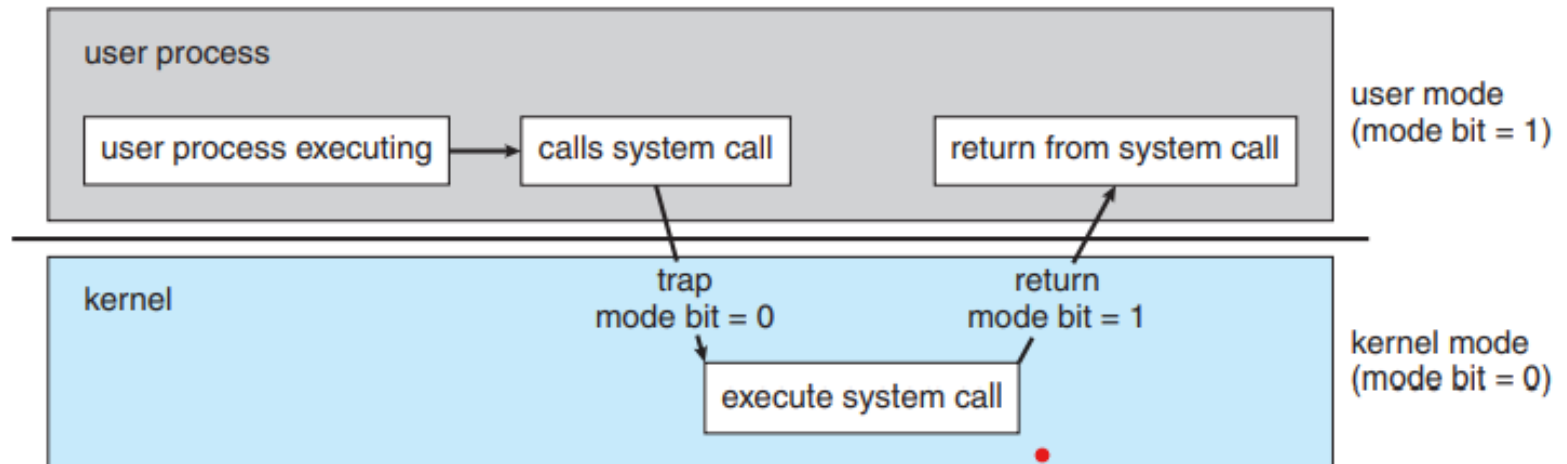 user process
user process executing
calls system call
return from system call
user mode
(mode bit = 1)
kernel
trap
mode bit = 0
return
mode bit = 1
execute system call
kernel mode
(mode bit = 0)